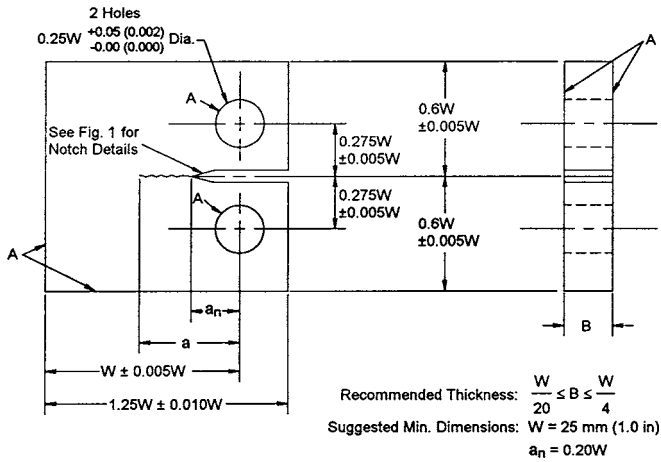 2 Holes
0.25W +0.05 (0.002) Dia.
-0.00 (0.000)
A
A
See Fig. 1 for
Notch Details
0.6W
±0.005W
0.275W
±0.005W
0.275W
±0.005W
A
0.6W
±0.005W
A
an
a
B
W ± 0.005W
1.25W ± 0.010W
Recommended Thickness: W/20 ≤ B ≤ W/4
Suggested Min. Dimensions: W = 25 mm (1.0 in)
an = 0.20W